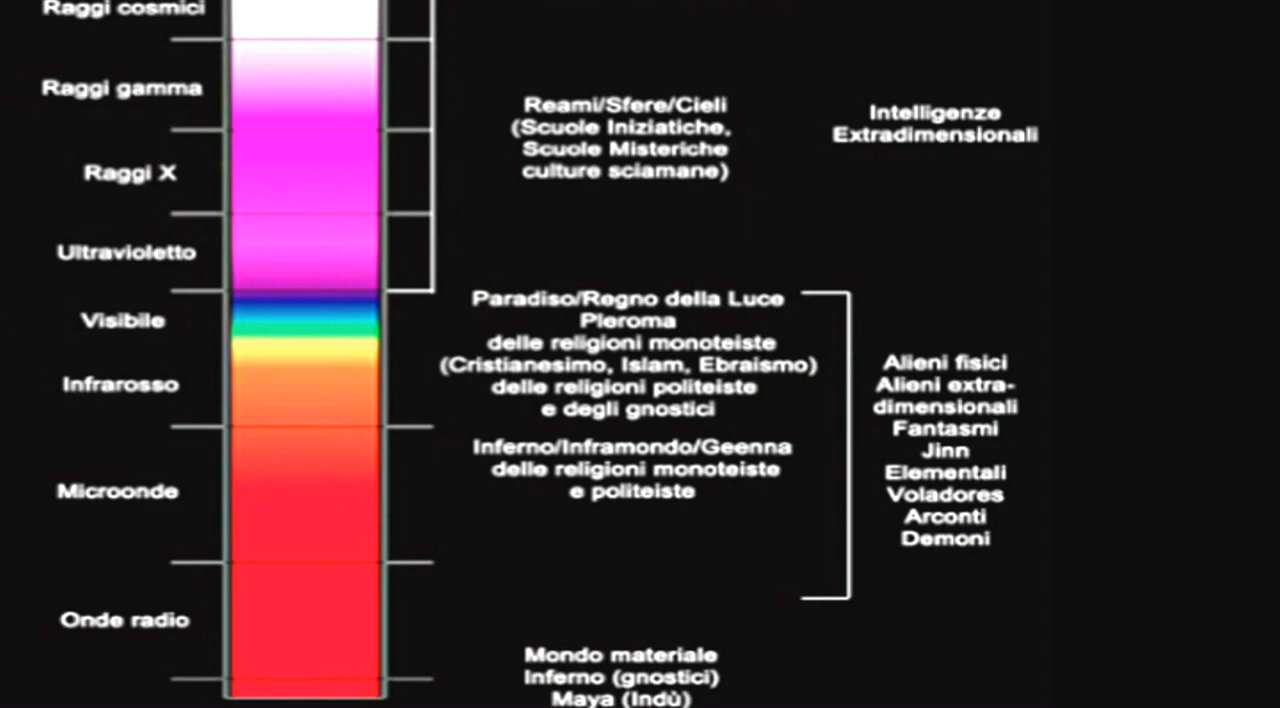 Raggi cosmici
Raggi gamma
Raggi X
Ultravioletto
Visibile
Infrarosso
Microonde
Onde radio
Reami/Sfere/Cieli
(Scuole Iniziatiche,
Scuole Misteriche
culture sciamane)
Intelligenze
Extradimensionali
Paradiso/Regno della Luce
Pleroma
delle religioni monoteiste
(Cristianesimo, Islam, Ebraismo)
delle religioni politeiste
e degli gnostici
Inferno/Inframondo/Geenna
delle religioni monoteiste
e politeiste
Alieni fisici
Alieni extra-
dimensionali
Fantasmi
Jinn
Elementali
Voladores
Arconti
Demoni
Mondo materiale
Inferno (gnostici)
Maya (Indù)